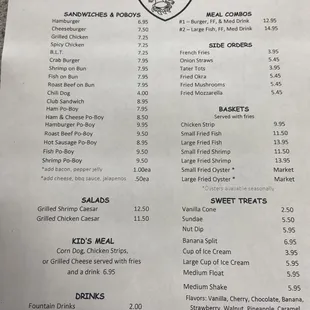 SANDWICHES & POBOYS
Hamburger 6.95
Cheeseburger 7.50
Grilled Chicken 7.25
Spicy Chicken 7.25
B.L.T. 7.25
Crab Burger 7.95
Shrimp on Bun 7.95
Fish on Bun 7.95
Roast Beef on Bun 7.95
Chili Dog 4.00
Club Sandwich 8.95
Ham Po-Boy 7.95
Ham & Cheese Po-Boy 8.50
Hamburger Po-Boy 9.95
Roast Beef Po-Boy
Hot Sausage Po-Boy 8.95
Fish Po-Boy
Shrimp Po-Boy
*add bacon, pepper jelly 1.00ea
*add cheese, bbq sauce, jalapenos .50ea
SALADS
Grilled Shrimp Caesar 12.50
Grilled Chicken Caesar 11.50
KID'S MEAL
Corn Dog, Chicken Strips,
or Grilled Cheese served with fries
and a drink 6.95
DRINKS
Fountain Drinks 2.00
MEAL COMBOS
#1 – Burger, FF, Med Drink 12.95
#2 – Large Fish, FF, Med Drink 14.95
SIDE ORDERS
French Fries 3.95
Onion Straws 5.45
Tater Tots 3.95
Fried Okra 5.45
Fried Mushrooms 5.45
Fried Mozzarella 5.45
BASKETS
Served with fries
Chicken Strip 9.95
Small Fried Fish 11.50
Large Fried Fish 13.95
Small Fried Shrimp 11.50
Large Fried Shrimp 13.95
Small Fried Oyster * Market
Large Fried Oyster * Market
*Oysters available seasonally
SWEET TREATS
Vanilla Cone 2.50
Sundae 5.50
Nut Dip 5.95
Banana Split 6.95
Cup of Ice Cream 3.95
Large Cup of Ice Cream 5.95
Medium Float 5.95
Medium Shake 5.95
Flavors: Vanilla, Cherry, Chocolate, Banana,
Strawberry, Walnut, Pineapple, Caramel